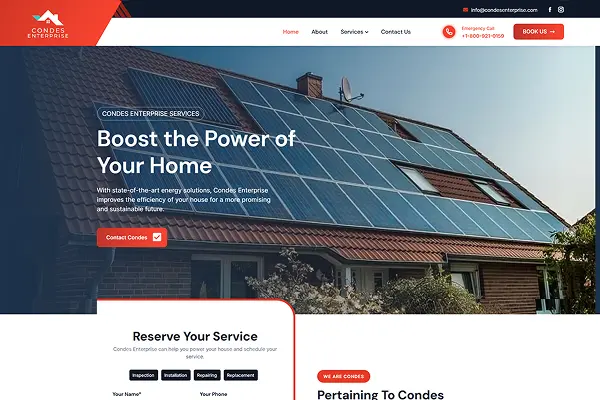 info@condesenterprise.com
CONDES
ENTERPRISE
Home
About
Services
Contact Us
Emergency Call
+1-800-921-0159
BOOK US
CONDES ENTERPRISE SERVICES
Boost the Power of
Your Home
With state-of-the-art energy solutions, Condes Enterprise
improves the efficiency of your house for a more promising
and sustainable future.
Contact Condes
Reserve Your Service
Condes Enterprise can help you power your house and schedule your
service.
Inspection
Installation
Repairing
Replacement
Your Name*
Your Phone
WE ARE CONDES
Pertaining To Condes